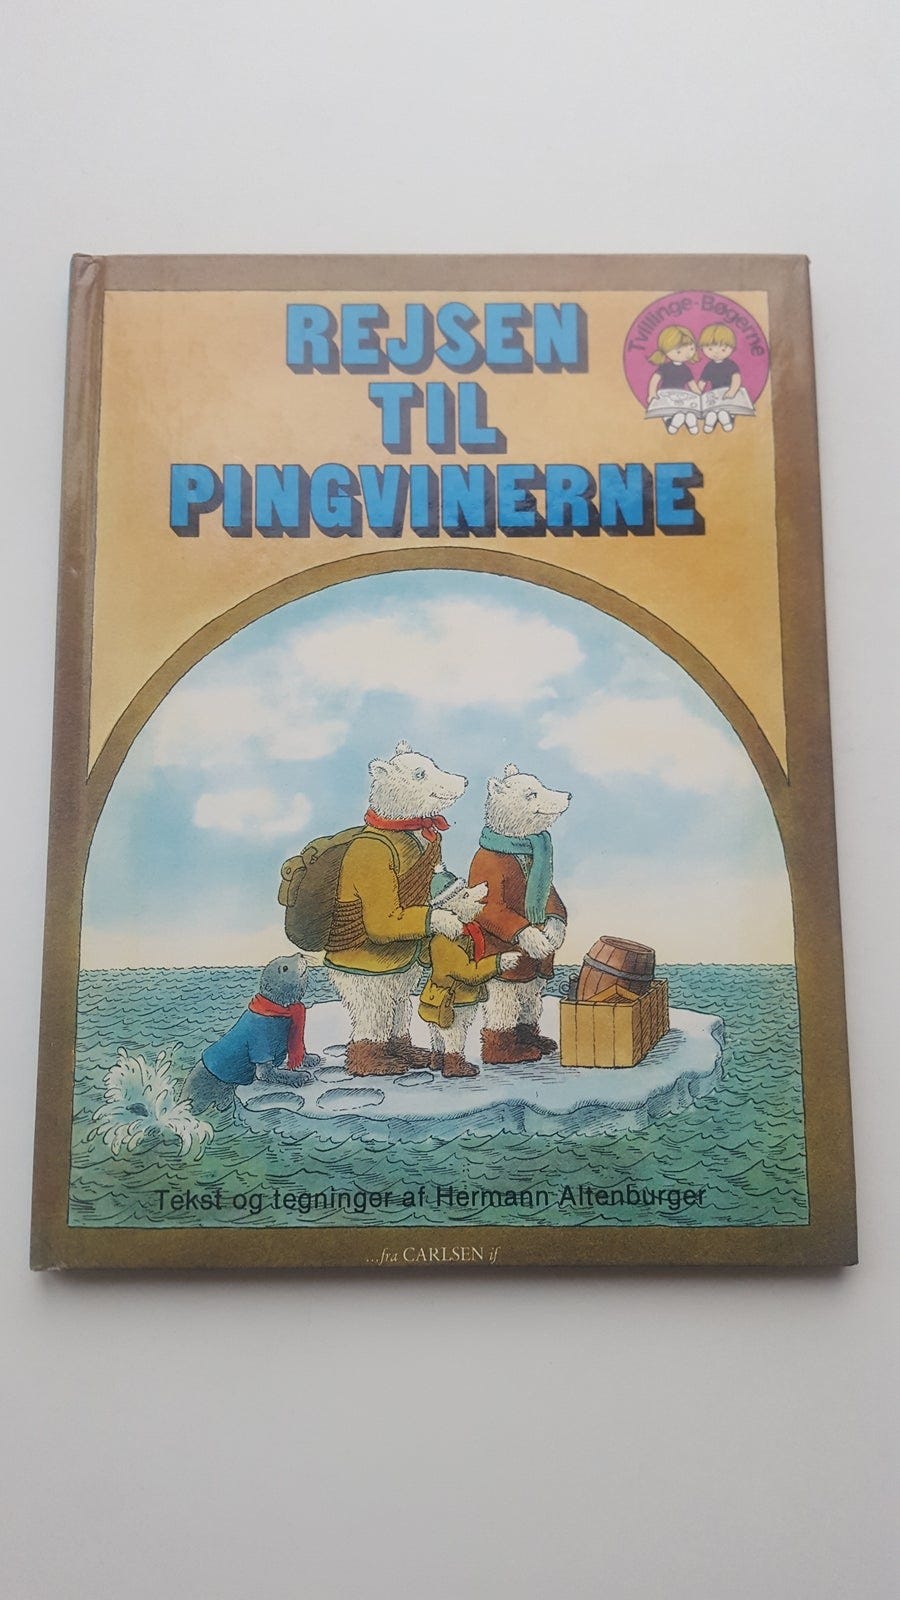 REJSEN
TIL
PINGVINERNE
Tvillinge-Bøgerne
Tekst og tegninger af Hermann Altenburger
...fra CARLSEN if